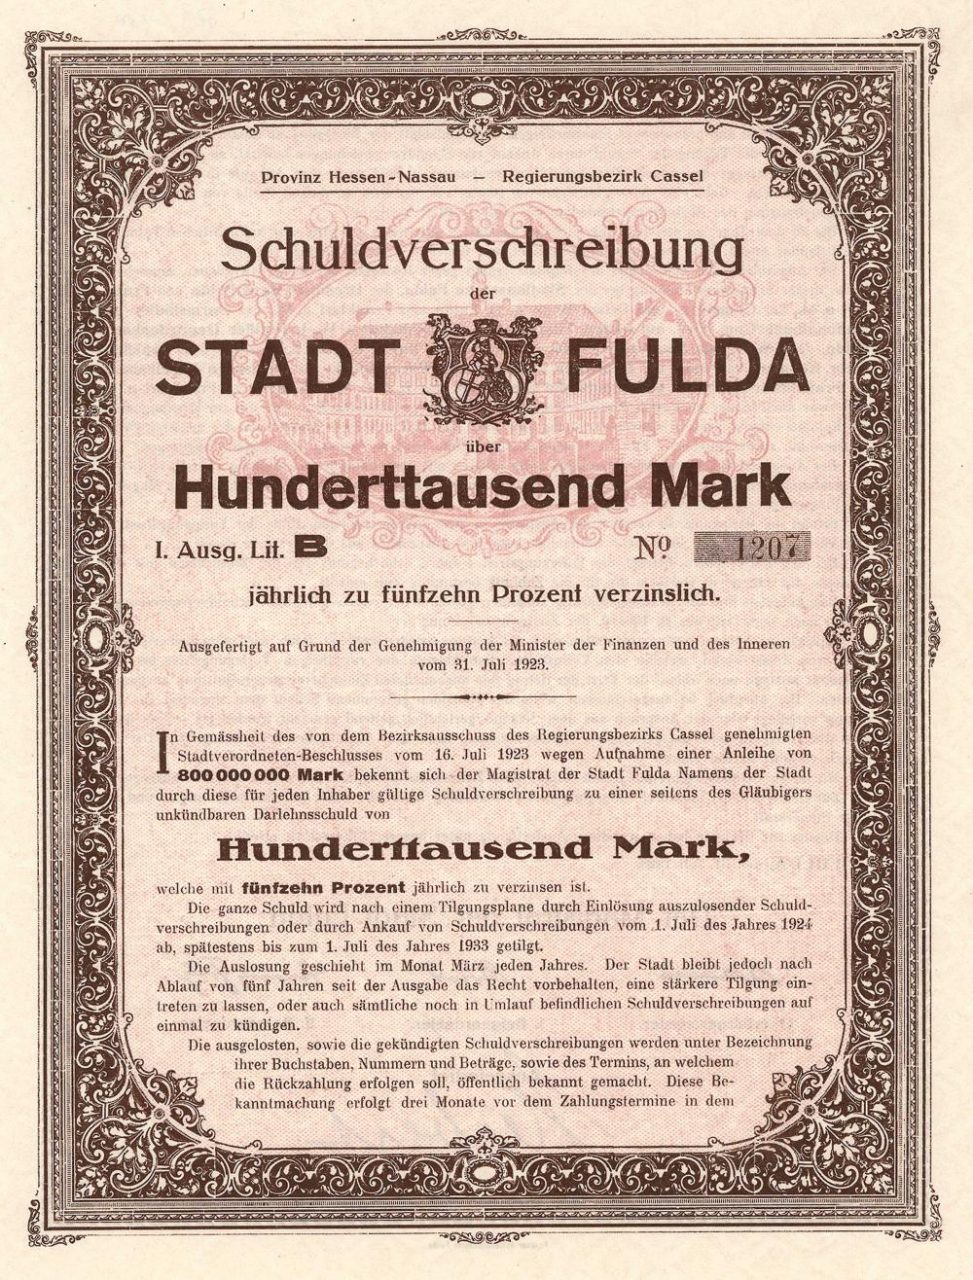 Provinz Hessen-Nassau — Regierungsbezirk Cassel
Schuldverschreibung
der
STADT FULDA
über
Hunderttausend Mark
I. Ausg. Lit. B No 1207
jährlich zu fünfzehn Prozent verzinslich.
Ausgefertigt auf Grund der Genehmigung der Minister der Finanzen und des Inneren
vom 31. Juli 1923.
In Gemässheit des von dem Bezirksausschuss des Regierungsbezirks Cassel genehmigten
Stadtverordneten-Beschlusses vom 16. Juli 1923 wegen Aufnahme einer Anleihe von
800 000 000 Mark bekennt sich der Magistrat der Stadt Fulda Namens der Stadt
durch diese für jeden Inhaber gültige Schuldverschreibung zu einer seitens des Gläubigers
unkündbaren Darlehnsschuld von
Hunderttausend Mark,
welche mit fünfzehn Prozent jährlich zu verzinsen ist.
Die ganze Schuld wird nach einem Tilgungsplane durch Einlösung auszulosender Schuld-
verschreibungen oder durch Ankauf von Schuldverschreibungen vom 1. Juli des Jahres 1924
ab, spätestens bis zum 1. Juli des Jahres 1933 getilgt.
Die Auslosung geschieht im Monat März jeden Jahres. Der Stadt bleibt jedoch nach
Ablauf von fünf Jahren seit der Ausgabe das Recht vorbehalten, eine stärkere Tilgung ein-
treten zu lassen, oder auch sämtliche noch in Umlauf befindlichen Schuldverschreibungen auf
einmal zu kündigen.
Die ausgelosten, sowie die gekündigten Schuldverschreibungen werden unter Bezeichnung
ihrer Buchstaben, Nummern und Beträge, sowie des Termins, an welchem
die Rückzahlung erfolgen soll, öffentlich bekannt gemacht. Diese Be-
kanntmachung erfolgt drei Monate vor dem Zahlungstermine in dem